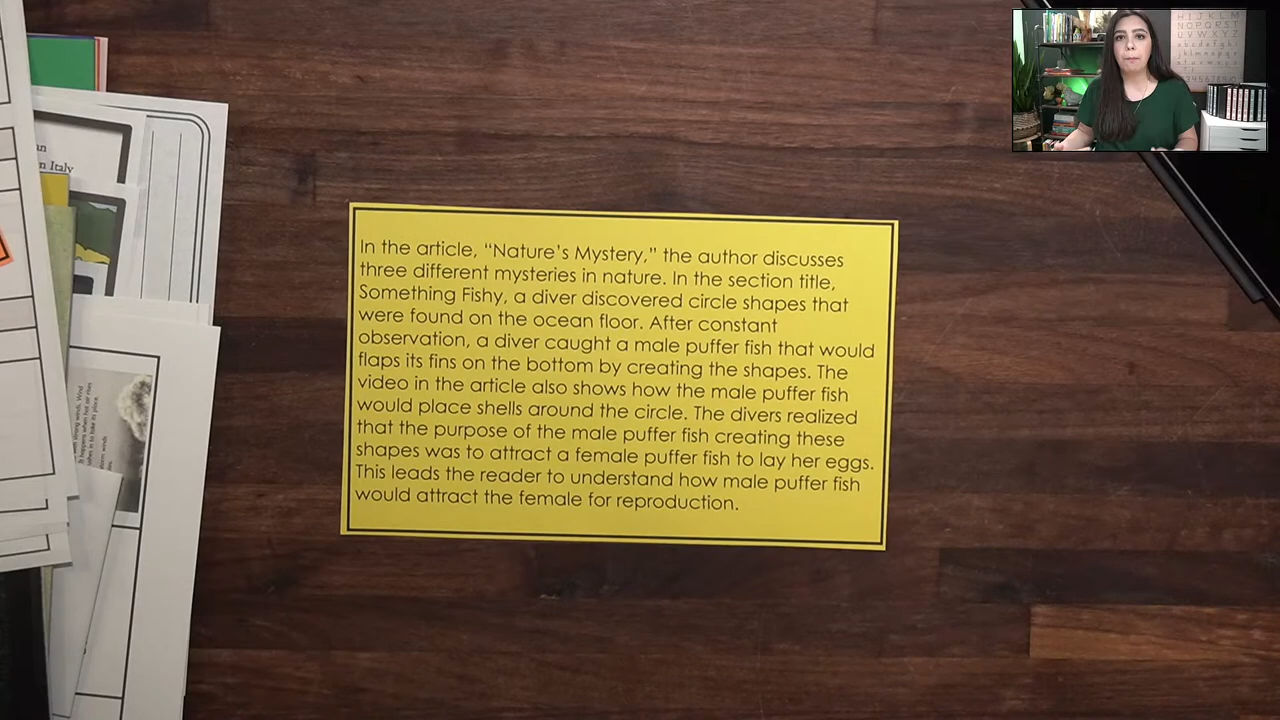 In the article, “Nature’s Mystery,” the author discusses
three different mysteries in nature. In the section title,
Something Fishy, a diver discovered circle shapes that
were found on the ocean floor. After constant
observation, a diver caught a male puffer fish that would
flaps its fins on the bottom by creating the shapes. The
video in the article also shows how the male puffer fish
would place shells around the circle. The divers realized
that the purpose of the male puffer fish creating these
shapes was to attract a female puffer fish to lay her eggs.
This leads the reader to understand how male puffer fish
would attract the female for reproduction.
Italy
H I J K L M
N O P Q R S T
U V W X Y Z